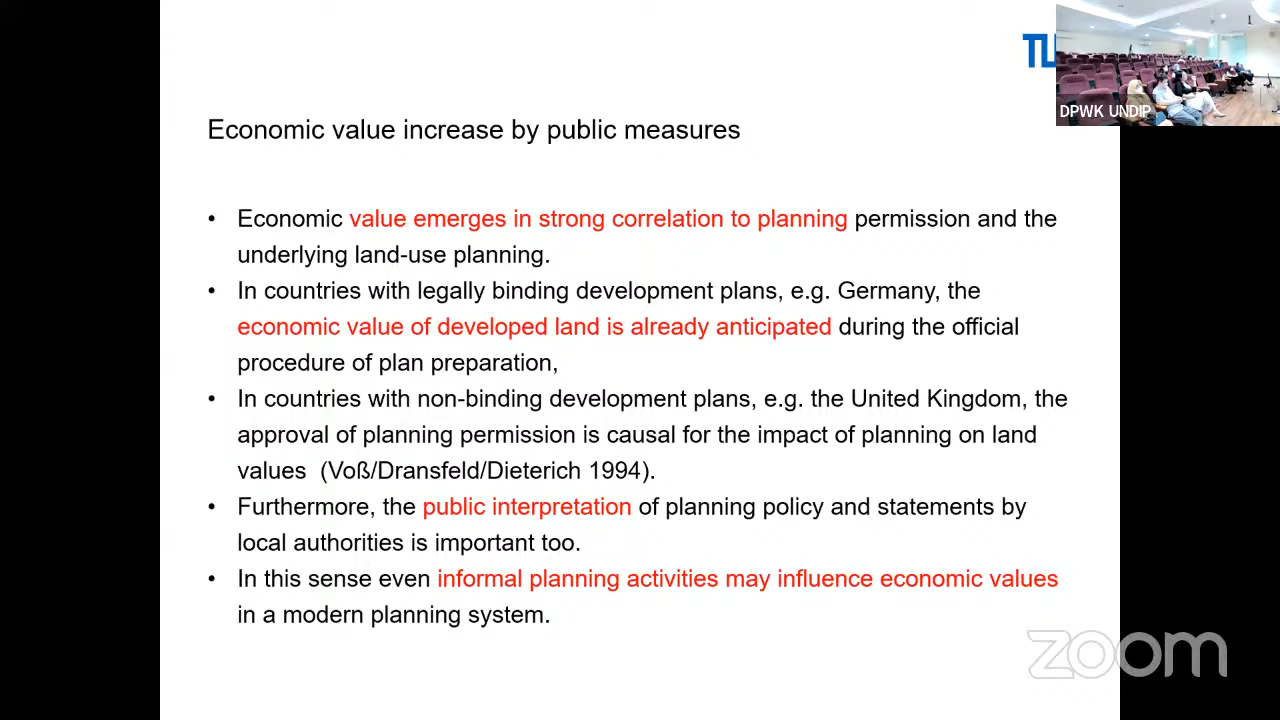 TU
DPWK UNDIP
Economic value increase by public measures
• Economic value emerges in strong correlation to planning permission and the
underlying land-use planning.
• In countries with legally binding development plans, e.g. Germany, the
economic value of developed land is already anticipated during the official
procedure of plan preparation,
• In countries with non-binding development plans, e.g. the United Kingdom, the
approval of planning permission is causal for the impact of planning on land
values (Voß/Dransfeld/Dieterich 1994).
• Furthermore, the public interpretation of planning policy and statements by
local authorities is important too.
• In this sense even informal planning activities may influence economic values
in a modern planning system.
zoom